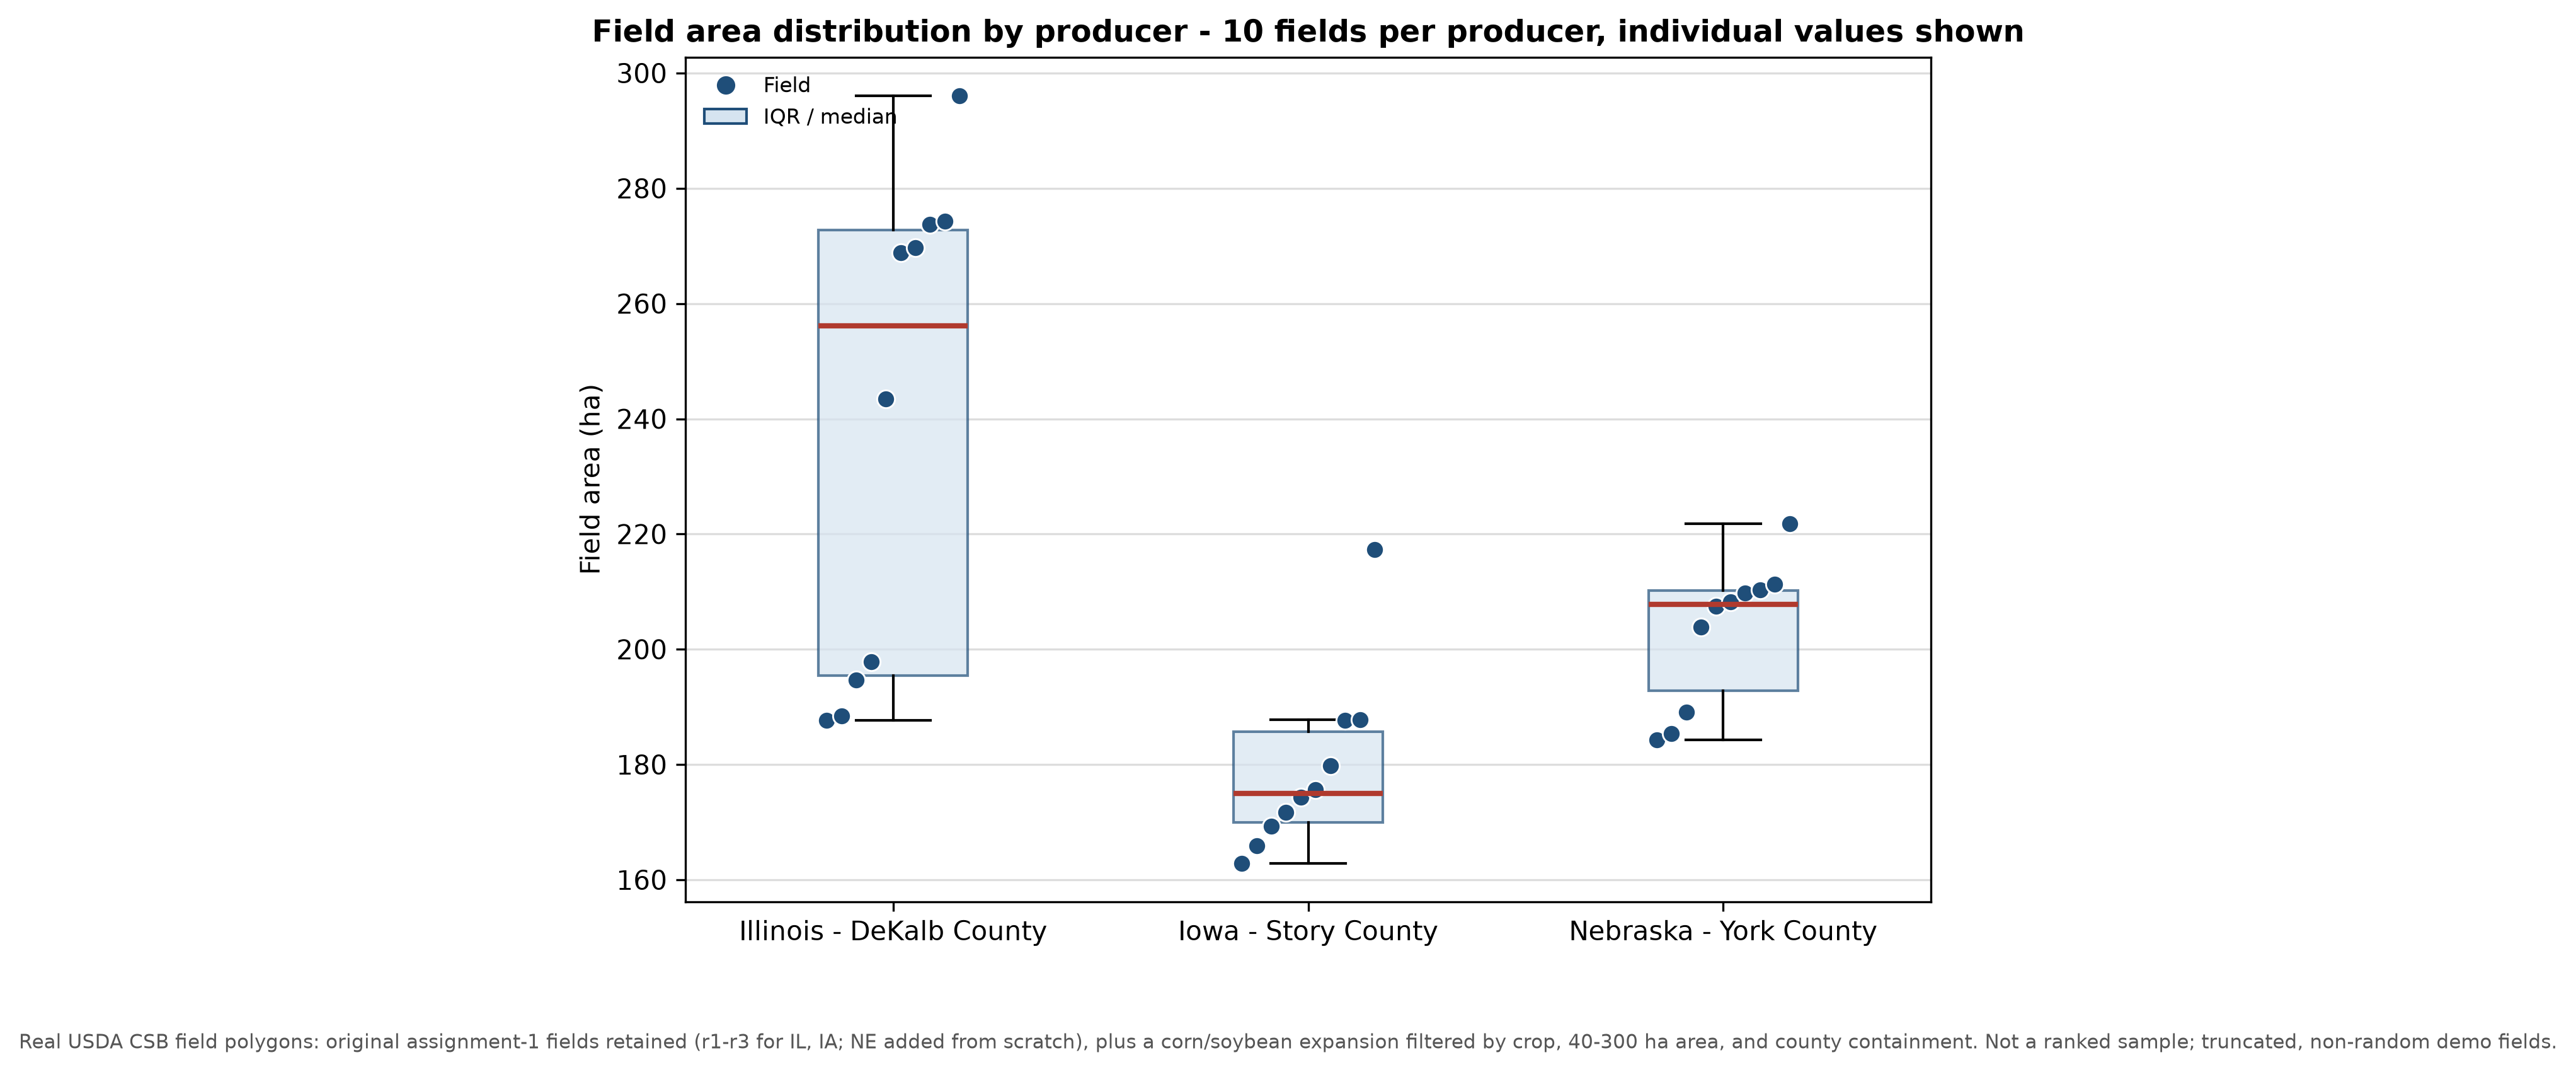 Field area distribution by producer - 10 fields per producer, individual values shown
Field
IQR / median
Field area (ha)
300
280
260
240
220
200
180
160
Illinois - DeKalb County
Iowa - Story County
Nebraska - York County
Real USDA CSB field polygons: original assignment-1 fields retained (r1-r3 for IL, IA; NE added from scratch), plus a corn/soybean expansion filtered by crop, 40-300 ha area, and county containment. Not a ranked sample; truncated, non-random demo fields.